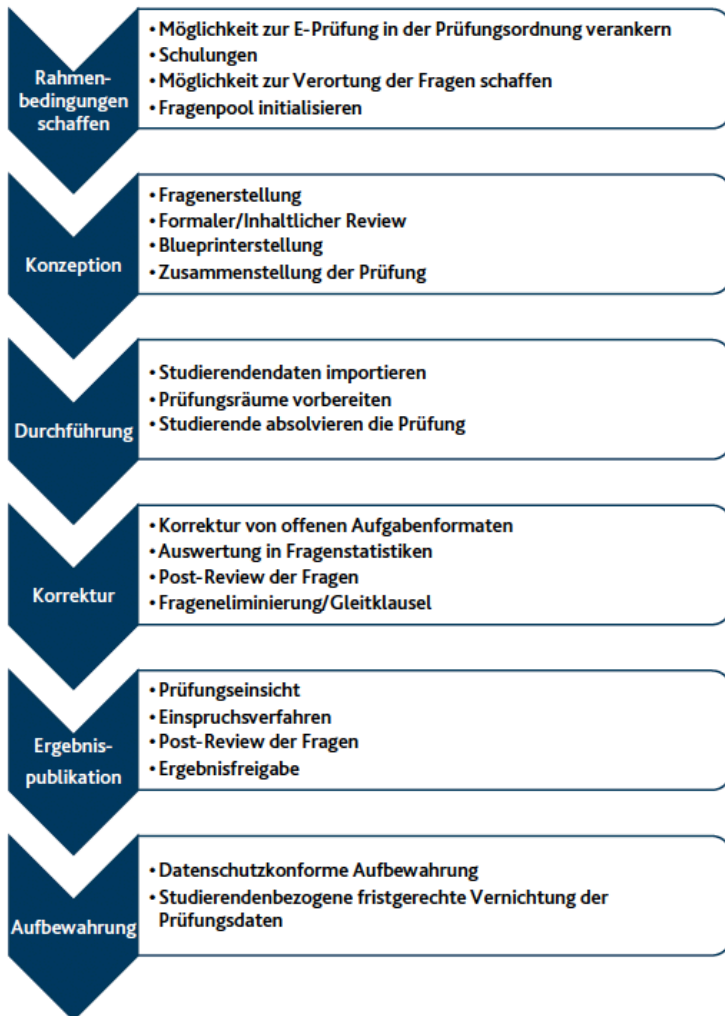 Rahmen-
bedingungen
schaffen
• Möglichkeit zur E-Prüfung in der Prüfungsordnung verankern
• Schulungen
• Möglichkeit zur Verortung der Fragen schaffen
• Fragenpool initialisieren
Konzeption
• Fragenerstellung
• Formaler/Inhaltlicher Review
• Blueprinterstellung
• Zusammenstellung der Prüfung
Durchführung
• Studierendendaten importieren
• Prüfungsräume vorbereiten
• Studierende absolvieren die Prüfung
Korrektur
• Korrektur von offenen Aufgabenformaten
• Auswertung in Fragenstatistiken
• Post-Review der Fragen
• Frageneliminierung/Gleitklausel
Ergebnis-
publikation
• Prüfungseinsicht
• Einspruchsverfahren
• Post-Review der Fragen
• Ergebnisfreigabe
Aufbewahrung
• Datenschutzkonforme Aufbewahrung
• Studierendenbezogene fristgerechte Vernichtung der
Prüfungsdaten